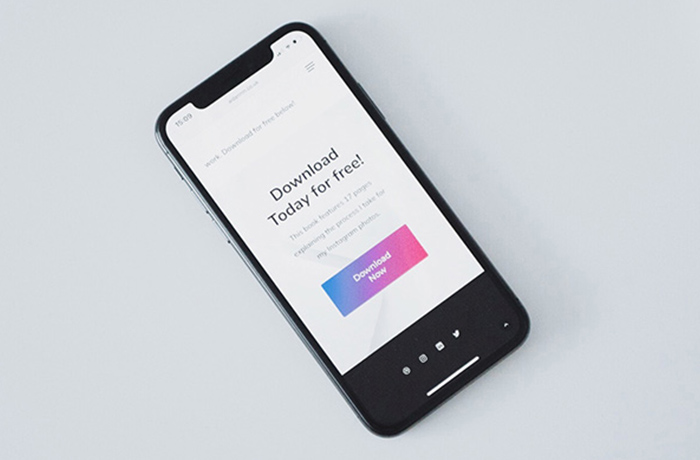 15:09
work. Download for free below!
Download
Today for free!
This book features 17 pages
explaining the process I take for
my Instagram photos.
Download
Now